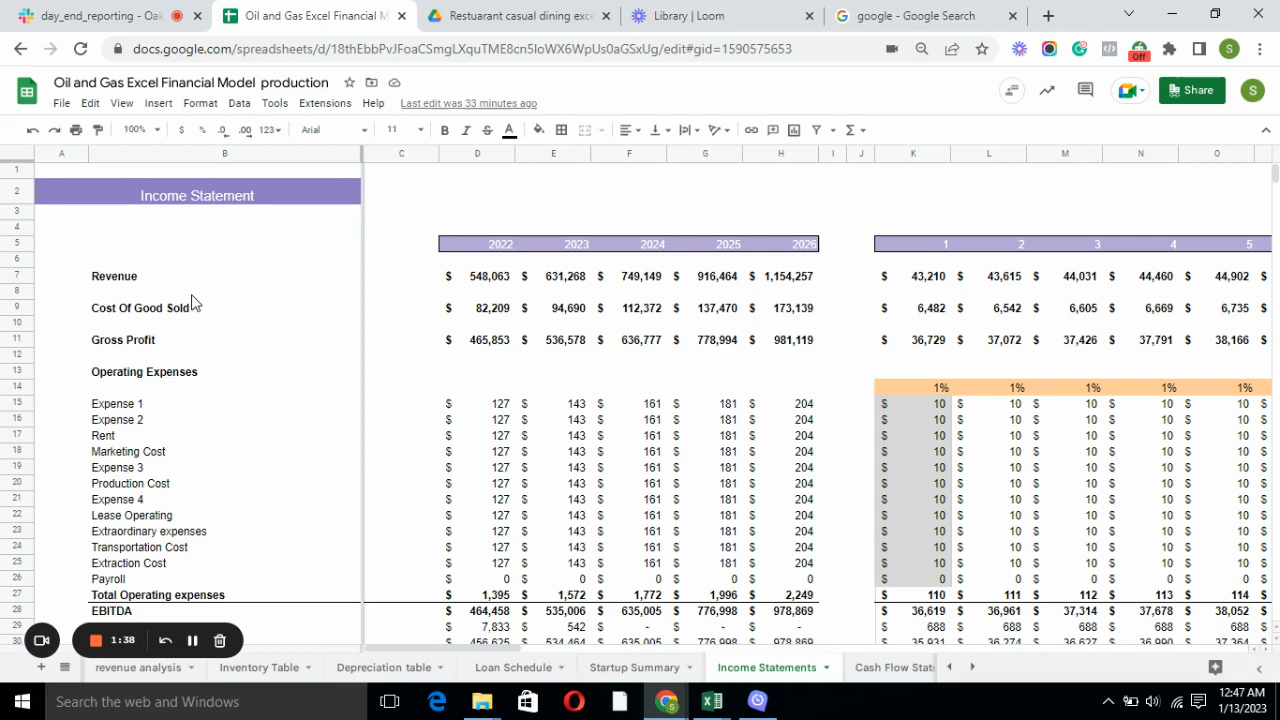 day_end_reporting - Oak
Oil and Gas Excel Financial M
Restuarant casual dining exc
Library | Loom
google - Google Search
docs.google.com/spreadsheets/d/18thEbbPvJFoaCSmgLXquTME8cn5IoWX6WpUs0aGSxUg/edit#gid=1590575653
Off
S
Oil and Gas Excel Financial Model production
File Edit View Insert Format Data Tools Extensions Help Last edit was 33 minutes ago
Share
S
100% $ % .0 .00 123 Arial 11 B I S A
A B C D E F G H I J K L M N O
1
2 Income Statement
3
4
5 2022 2023 2024 2025 2026 1 2 3 4 5
6
7 Revenue $ 548,063 $ 631,268 $ 749,149 $ 916,464 $ 1,154,257 $ 43,210 $ 43,615 $ 44,031 $ 44,460 $ 44,902
8
9 Cost Of Good Sold $ 82,209 $ 94,690 $ 112,372 $ 137,470 $ 173,139 $ 6,482 $ 6,542 $ 6,605 $ 6,669 $ 6,735
10
11 Gross Profit $ 465,853 $ 536,578 $ 636,777 $ 778,994 $ 981,119 $ 36,729 $ 37,072 $ 37,426 $ 37,791 $ 38,166
12
13 Operating Expenses
14 1% 1% 1% 1% 1%
15 Expense 1 $ 127 $ 143 $ 161 $ 181 $ 204 $ 10 $ 10 $ 10 $ 10 $ 10
16 Expense 2 $ 127 $ 143 $ 161 $ 181 $ 204 $ 10 $ 10 $ 10 $ 10 $ 10
17 Rent $ 127 $ 143 $ 161 $ 181 $ 204 $ 10 $ 10 $ 10 $ 10 $ 10
18 Marketing Cost $ 127 $ 143 $ 161 $ 181 $ 204 $ 10 $ 10 $ 10 $ 10 $ 10
19 Expense 3 $ 127 $ 143 $ 161 $ 181 $ 204 $ 10 $ 10 $ 10 $ 10 $ 10
20 Production Cost $ 127 $ 143 $ 161 $ 181 $ 204 $ 10 $ 10 $ 10 $ 10 $ 10
21 Expense 4 $ 127 $ 143 $ 161 $ 181 $ 204 $ 10 $ 10 $ 10 $ 10 $ 10
22 Lease Operating $ 127 $ 143 $ 161 $ 181 $ 204 $ 10 $ 10 $ 10 $ 10 $ 10
23 Extraordinary expenses $ 127 $ 143 $ 161 $ 181 $ 204 $ 10 $ 10 $ 10 $ 10 $ 10
24 Transportation Cost $ 127 $ 143 $ 161 $ 181 $ 204 $ 10 $ 10 $ 10 $ 10 $ 10
25 Extraction Cost $ 127 $ 143 $ 161 $ 181 $ 204 $ 10 $ 10 $ 10 $ 10 $ 10
26 Payroll $ 0 $ 0 $ 0 $ 0 $ 0 $ 0 $ 0 $ 0 $ 0 $ 0
27 Total Operating expenses $ 1,395 $ 1,572 $ 1,772 $ 1,996 $ 2,249 $ 110 $ 111 $ 112 $ 113 $ 114
28 EBITDA $ 464,458 $ 535,006 $ 635,005 $ 776,998 $ 978,869 $ 36,619 $ 36,961 $ 37,314 $ 37,678 $ 38,052
29 $ 7,833 $ 542 $ - $ - $ - $ 688 $ 688 $ 688 $ 688 $ 688
30 $ 456,625 $ 534,464 $ 635,005 $ 776,998 $ 978,869 $ 35,931 $ 36,274 $ 36,627 $ 36,990 $ 37,364
1:38
revenue analysis Inventory Table Depreciation table Loan Schedule Startup Summary Income Statements Cash Flow Stat
Search the web and Windows
12:47 AM
1/13/2023